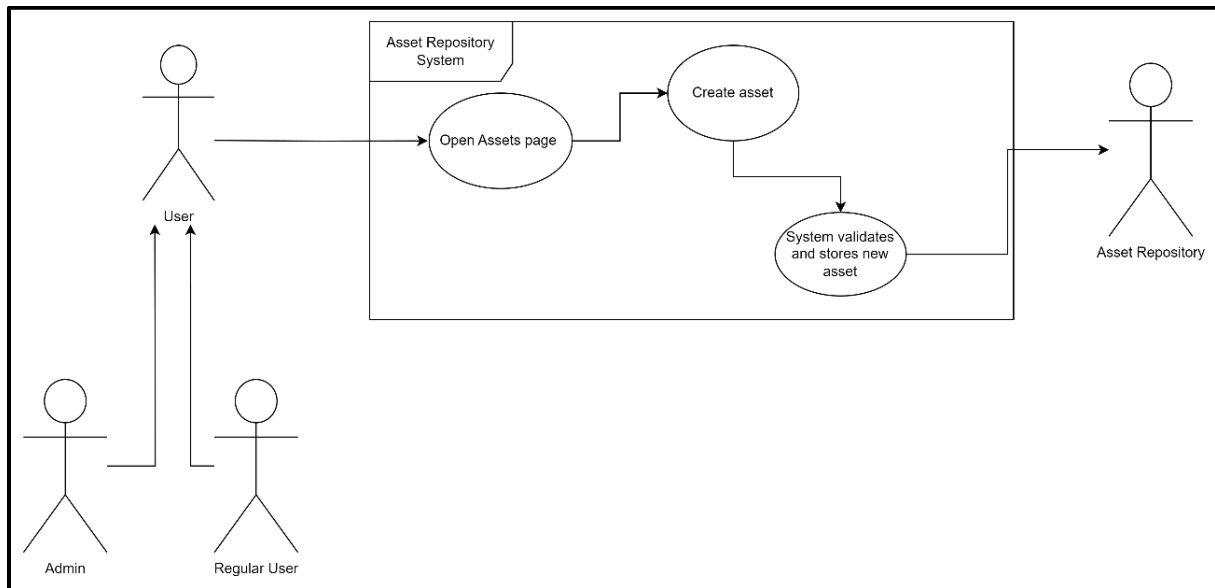 Asset Repository
System
Create asset
Open Assets page
User
System validates
and stores new
asset
Asset Repository
Admin
Regular User